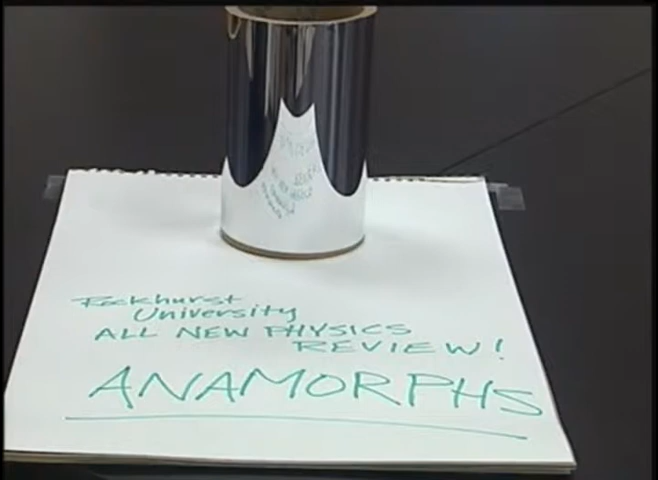 Rockhurst
University
ALL NEW PHYSICS
REVIEW!
ANAMORPHS